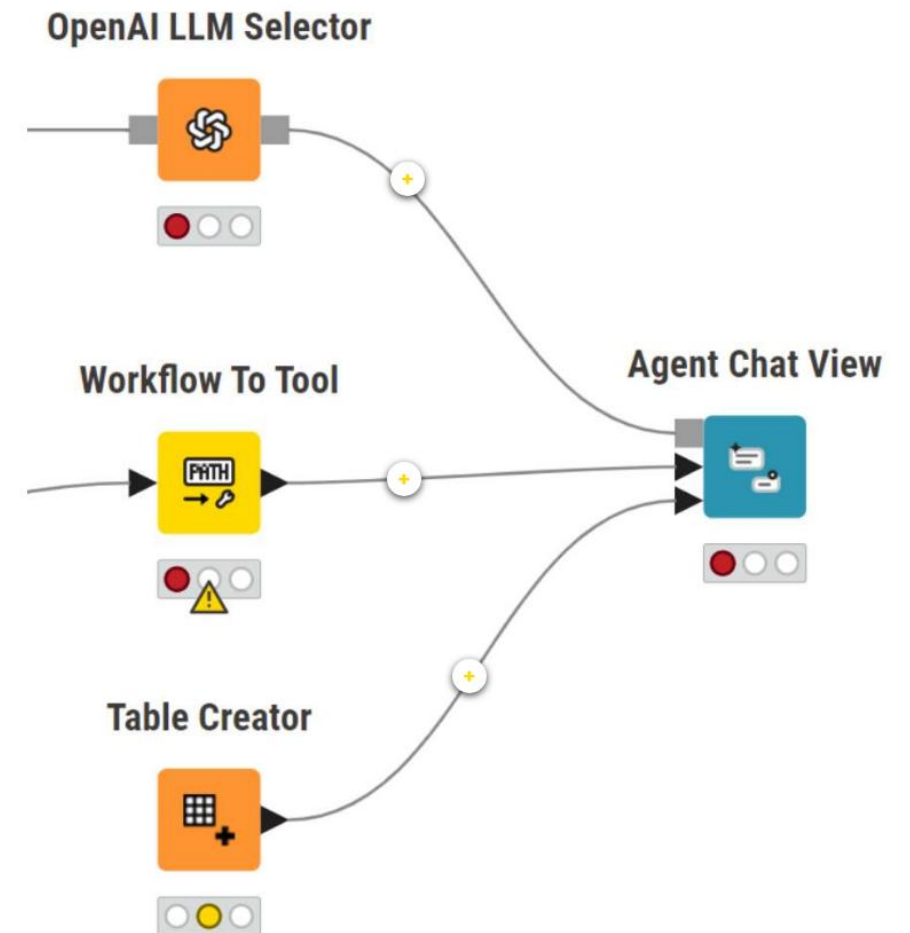 OpenAI LLM Selector
Workflow To Tool
Agent Chat View
PATH
Table Creator